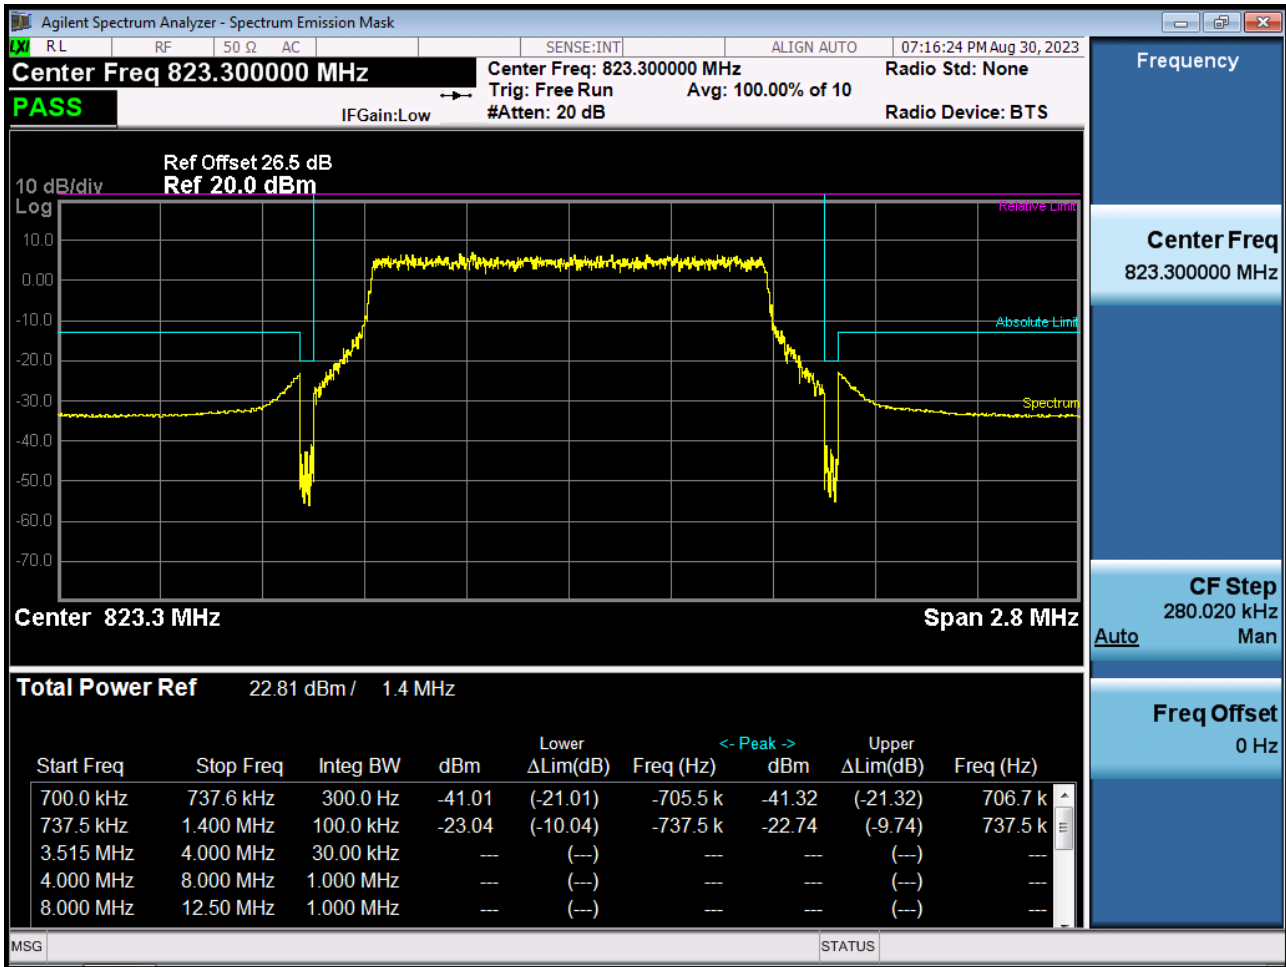 Agilent Spectrum Analyzer - Spectrum Emission Mask
LXI RL RF 50 Ω AC SENSE:INT ALIGN AUTO 07:16:24 PM Aug 30, 2023
Center Freq 823.300000 MHz
PASS
IFGain:Low
Center Freq: 823.300000 MHz
Trig: Free Run Avg: 100.00% of 10
#Atten: 20 dB
Radio Std: None
Radio Device: BTS
Ref Offset 26.5 dB
10 dB/div Ref 20.0 dBm
Log
Relative Limit
10.0
0.00
-10.0
Absolute Limit
-20.0
-30.0
Spectrum
-40.0
-50.0
-60.0
-70.0
Center 823.3 MHz Span 2.8 MHz
Total Power Ref 22.81 dBm / 1.4 MHz
Lower <- Peak -> Upper
Start Freq Stop Freq Integ BW dBm ΔLim(dB) Freq (Hz) dBm ΔLim(dB) Freq (Hz)
700.0 kHz 737.6 kHz 300.0 Hz -41.01 (-21.01) -705.5 k -41.32 (-21.32) 706.7 k
737.5 kHz 1.400 MHz 100.0 kHz -23.04 (-10.04) -737.5 k -22.74 (-9.74) 737.5 k
3.515 MHz 4.000 MHz 30.00 kHz --- (---) --- --- (---) ---
4.000 MHz 8.000 MHz 1.000 MHz --- (---) --- --- (---) ---
8.000 MHz 12.50 MHz 1.000 MHz --- (---) --- --- (---) ---
MSG STATUS
Frequency
Center Freq
823.300000 MHz
CF Step
280.020 kHz
Auto Man
Freq Offset
0 Hz